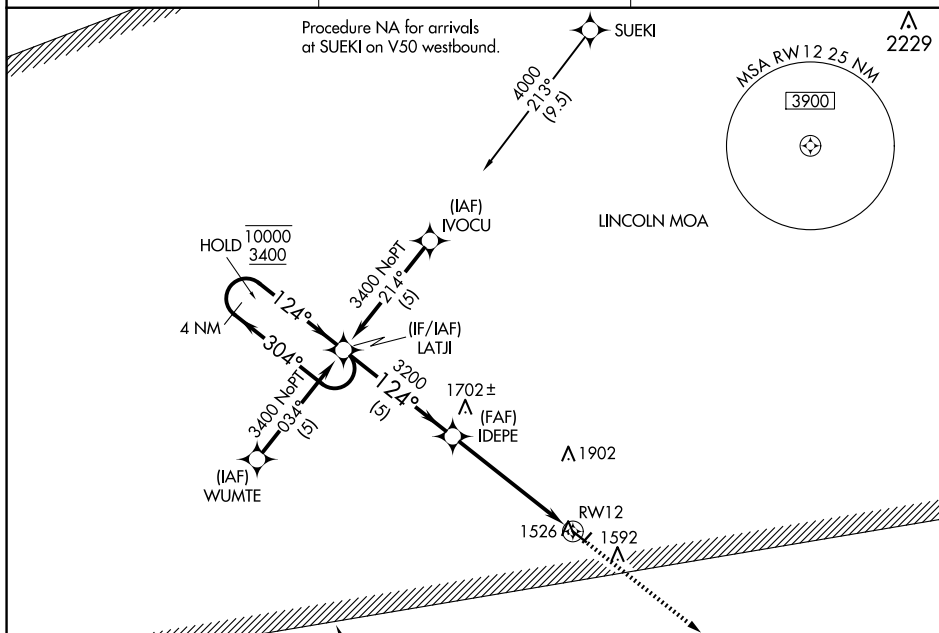 Procedure NA for arrivals
at SUEKI on V50 westbound.
SUEKI
2229
MSA RW12 25 NM
3900
4000
213°
(9.5)
(IAF)
IVOCU
LINCOLN MOA
HOLD
10000
3400
3400 NoPT
214°
(5)
124°
4 NM
304°
(IF/IAF)
LATJI
3200
124°
(5)
3400 NoPT
034°
(5)
1702±
(FAF)
IDEPE
1902
(IAF)
WUMTE
RW12
1526
1592